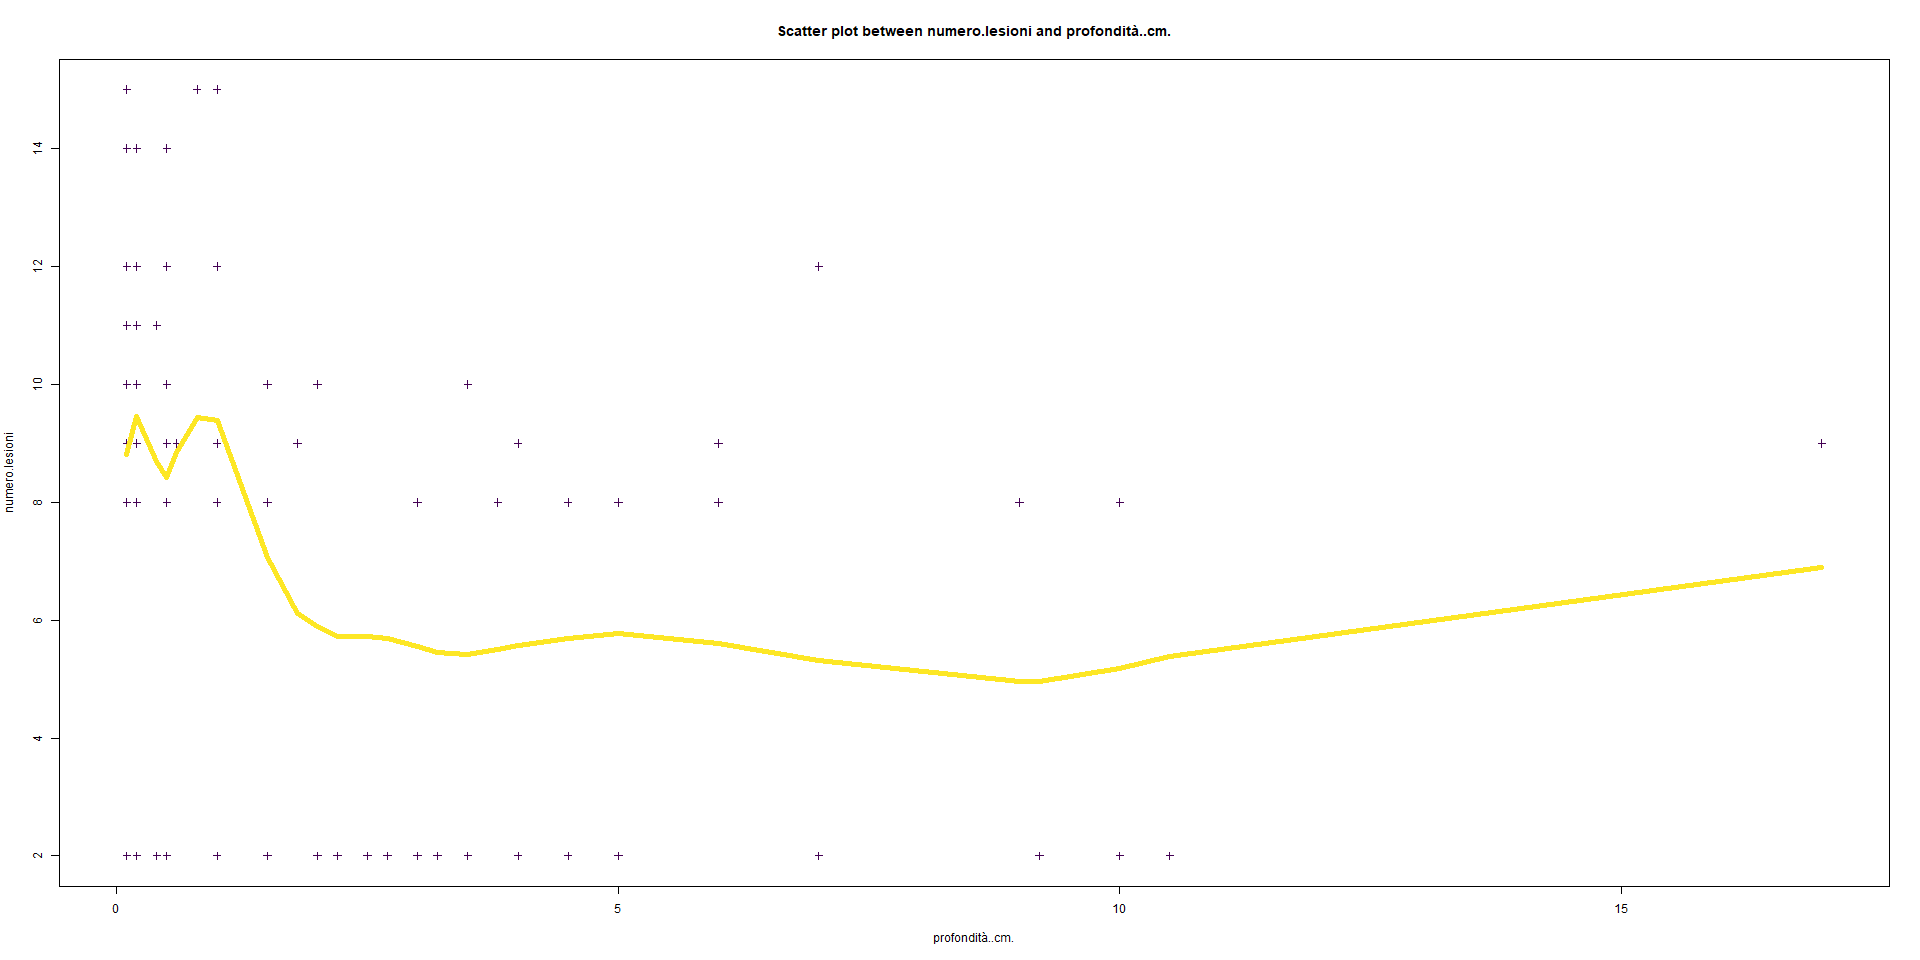 Scatter plot between numero.lesioni and profondità..cm.
14
12
10
8
6
4
2
numero.lesioni
0 5 10 15
profondità..cm.